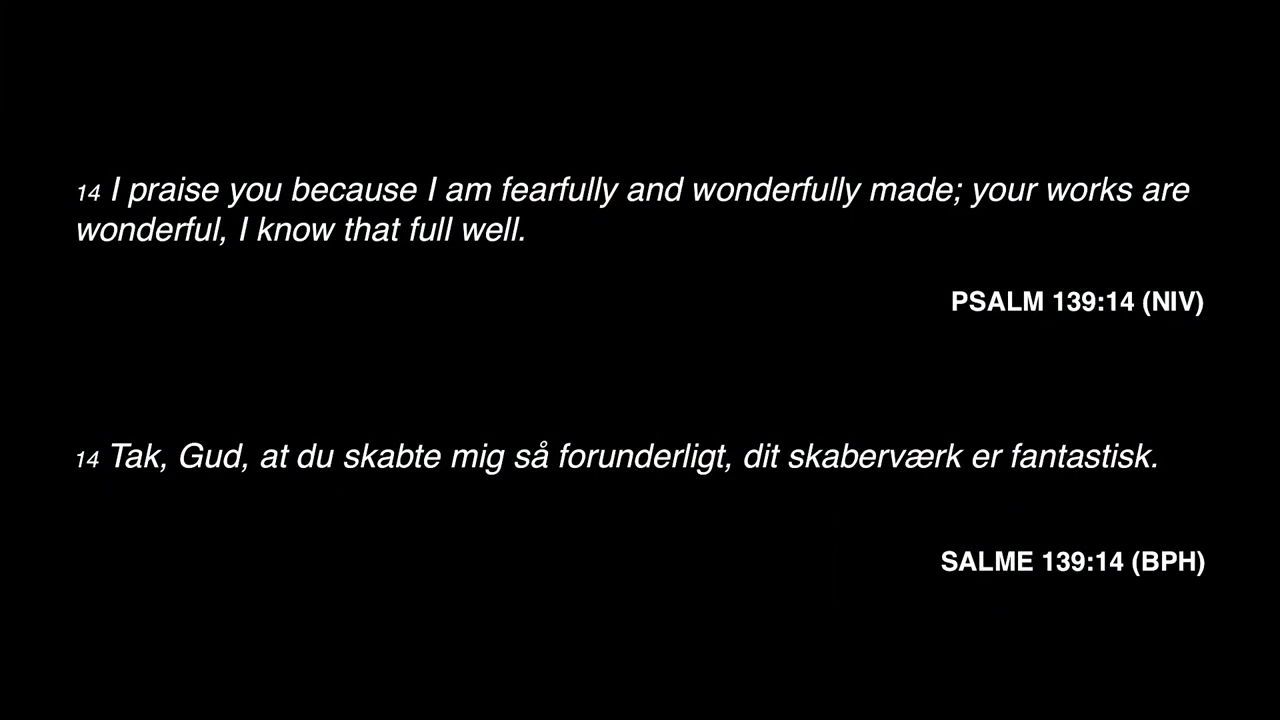 14 I praise you because I am fearfully and wonderfully made; your works are
wonderful, I know that full well.
PSALM 139:14 (NIV)
14 Tak, Gud, at du skabte mig så forunderligt, dit skaberværk er fantastisk.
SALME 139:14 (BPH)